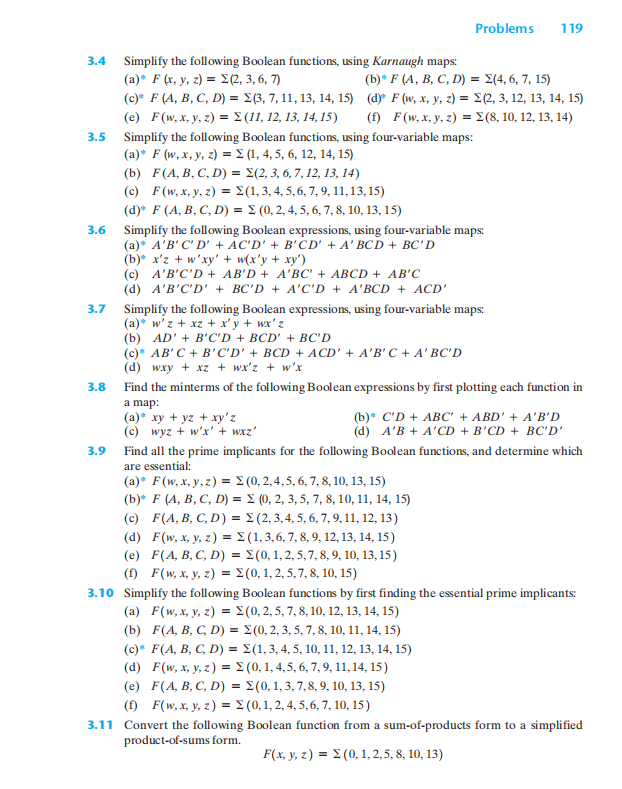 Problems 119
3.4 Simplify the following Boolean functions, using Karnaugh maps:
(a)* F (x, y, z) = Σ(2, 3, 6, 7) (b)* F (A, B, C, D) = Σ(4, 6, 7, 15)
(c)* F (A, B, C, D) = Σ(3, 7, 11, 13, 14, 15) (d)* F (w, x, y, z) = Σ(2, 3, 12, 13, 14, 15)
(e) F(w, x, y, z) = Σ(11, 12, 13, 14, 15) (f) F(w, x, y, z) = Σ(8, 10, 12, 13, 14)
3.5 Simplify the following Boolean functions, using four-variable maps:
(a)* F (w, x, y, z) = Σ (1, 4, 5, 6, 12, 14, 15)
(b) F(A, B, C, D) = Σ(2, 3, 6, 7, 12, 13, 14)
(c) F(w, x, y, z) = Σ(1, 3, 4, 5, 6, 7, 9, 11, 13, 15)
(d)* F (A, B, C, D) = Σ (0, 2, 4, 5, 6, 7, 8, 10, 13, 15)
3.6 Simplify the following Boolean expressions, using four-variable maps:
(a)* A'B'C'D' + AC'D' + B'CD' + A'BCD + BC'D
(b)* x'z + w'xy' + w(x'y + xy')
(c) A'B'C'D + AB'D + A'BC' + ABCD + AB'C
(d) A'B'C'D' + BC'D + A'C'D + A'BCD + ACD'
3.7 Simplify the following Boolean expressions, using four-variable maps:
(a)* w'z + xz + x'y + wx'z
(b) AD' + B'C'D + BCD' + BC'D
(c)* AB'C + B'C'D' + BCD + ACD' + A'B'C + A'BC'D
(d) wxy + xz + wx'z + w'x
3.8 Find the minterms of the following Boolean expressions by first plotting each function in
a map:
(a)* xy + yz + xy'z (b)* C'D + ABC' + ABD' + A'B'D
(c) wyz + w'x' + wxz' (d) A'B + A'CD + B'CD + BC'D'
3.9 Find all the prime implicants for the following Boolean functions, and determine which
are essential:
(a)* F(w, x, y, z) = Σ(0, 2, 4, 5, 6, 7, 8, 10, 13, 15)
(b)* F (A, B, C, D) = Σ (0, 2, 3, 5, 7, 8, 10, 11, 14, 15)
(c) F(A, B, C, D) = Σ(2, 3, 4, 5, 6, 7, 9, 11, 12, 13)
(d) F(w, x, y, z) = Σ(1, 3, 6, 7, 8, 9, 12, 13, 14, 15)
(e) F(A, B, C, D) = Σ(0, 1, 2, 5, 7, 8, 9, 10, 13, 15)
(f) F(w, x, y, z) = Σ(0, 1, 2, 5, 7, 8, 10, 15)
3.10 Simplify the following Boolean functions by first finding the essential prime implicants:
(a) F(w, x, y, z) = Σ(0, 2, 5, 7, 8, 10, 12, 13, 14, 15)
(b) F(A, B, C, D) = Σ(0, 2, 3, 5, 7, 8, 10, 11, 14, 15)
(c)* F(A, B, C, D) = Σ(1, 3, 4, 5, 10, 11, 12, 13, 14, 15)
(d) F(w, x, y, z) = Σ(0, 1, 4, 5, 6, 7, 9, 11, 14, 15)
(e) F(A, B, C, D) = Σ(0, 1, 3, 7, 8, 9, 10, 13, 15)
(f) F(w, x, y, z) = Σ(0, 1, 2, 4, 5, 6, 7, 10, 15)
3.11 Convert the following Boolean function from a sum-of-products form to a simplified
product-of-sums form.
F(x, y, z) = Σ(0, 1, 2, 5, 8, 10, 13)